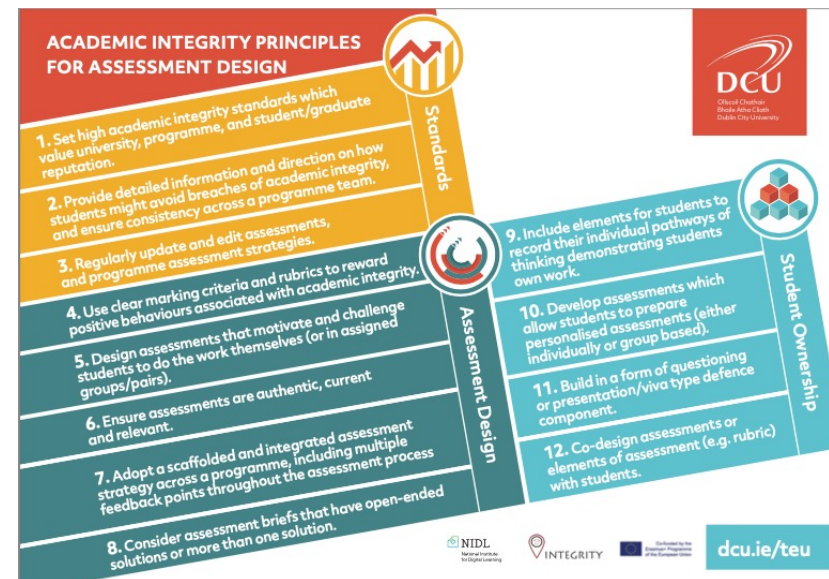 ACADEMIC INTEGRITY PRINCIPLES
FOR ASSESSMENT DESIGN
DCU
Ollscoil Chathair
Bhaile Átha Cliath
Dublin City University
Standards
1. Set high academic integrity standards which
value university, programme, and student/graduate
reputation.
2. Provide detailed information and direction on how
students might avoid breaches of academic integrity,
and ensure consistency across a programme team.
3. Regularly update and edit assessments,
and programme assessment strategies.
Assessment Design
4. Use clear marking criteria and rubrics to reward
positive behaviours associated with academic integrity.
5. Design assessments that motivate and challenge
students to do the work themselves (or in assigned
groups/pairs).
6. Ensure assessments are authentic, current
and relevant.
7. Adopt a scaffolded and integrated assessment
strategy across a programme, including multiple
feedback points throughout the assessment process
8. Consider assessment briefs that have open-ended
solutions or more than one solution.
Student Ownership
9. Include elements for students to
record their individual pathways of
thinking demonstrating students
own work.
10. Develop assessments which
allow students to prepare
personalised assessments (either
individually or group based).
11. Build in a form of questioning
or presentation/viva type defence
component.
12. Co-design assessments or
elements of assessment (e.g. rubric)
with students.
NIDL
National Institute
for Digital Learning
INTEGRITY
Co-funded by the
Erasmus+ Programme
of the European Union
dcu.ie/teu